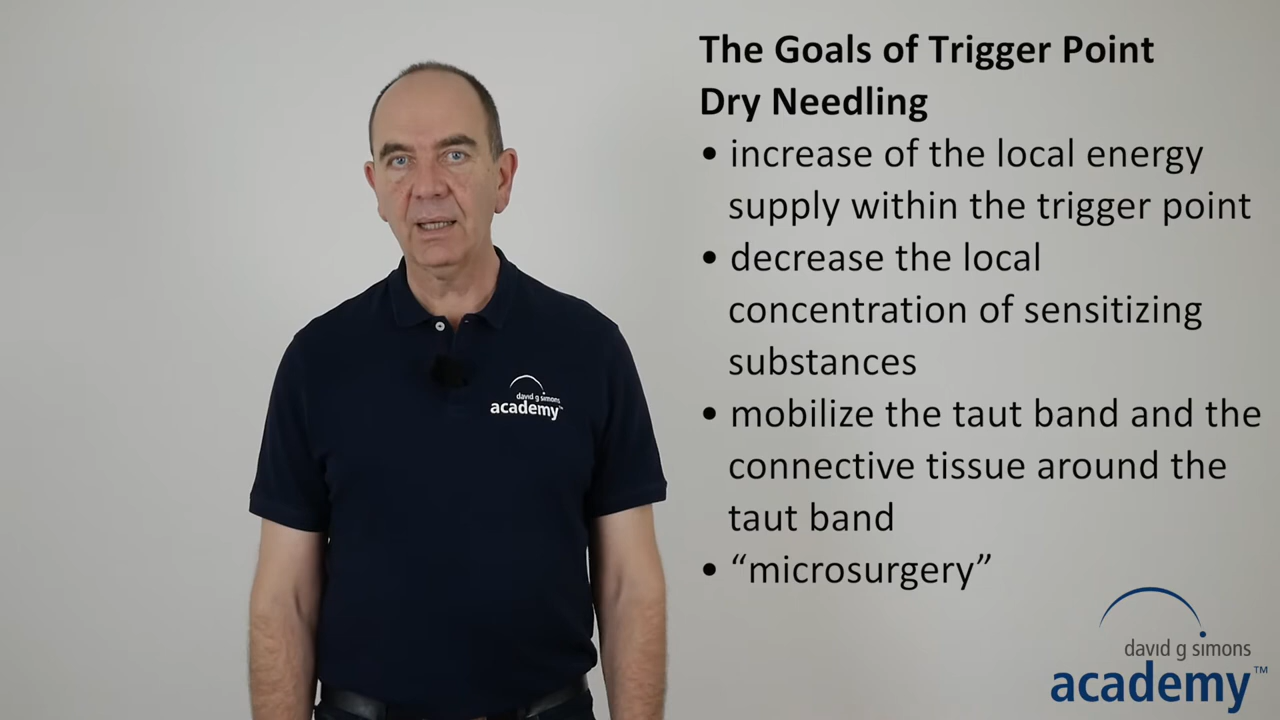 The Goals of Trigger Point
Dry Needling
• increase of the local energy
supply within the trigger point
• decrease the local
concentration of sensitizing
substances
• mobilize the taut band and the
connective tissue around the
taut band
• “microsurgery”
david g simons
academy™
david g simons
academy™